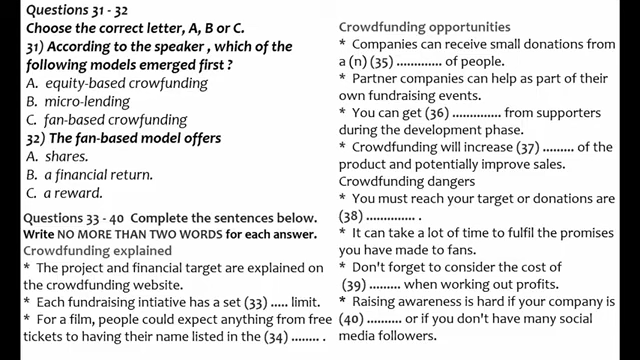 Questions 31 - 32
Choose the correct letter, A, B or C.
31) According to the speaker , which of the
following models emerged first ?
A. equity-based crowfunding
B. micro-lending
C. fan-based crowdfunding
32) The fan-based model offers
A. shares.
B. a financial return.
C. a reward.
Questions 33 - 40 Complete the sentences below.
Write NO MORE THAN TWO WORDS for each answer.
Crowdfunding explained
* The project and financial target are explained on
the crowdfunding website.
* Each fundraising intiative has a set (33) ..... limit.
* For a film, people could expect anything from free
tickets to having their name listed in the (34) ........ .
Crowdfunding opportunities
* Companies can receive small donations from
a (n) (35) ............. of people.
* Partner companies can help as part of their
own fundraising events.
* You can get (36) .............. from supporters
during the development phase.
* Crowdfunding will increase (37) ......... of the
product and potentially improve sales.
Crowdfunding dangers
* You must reach your target or donations are
(38) ............. .
* It can take a lot of time to fulfil the promises
you have made to fans.
* Don't forget to consider the cost of
(39) ......... when working out profits.
* Raising awareness is hard if your company is
(40) .......... or if you don't have many social
media followers.